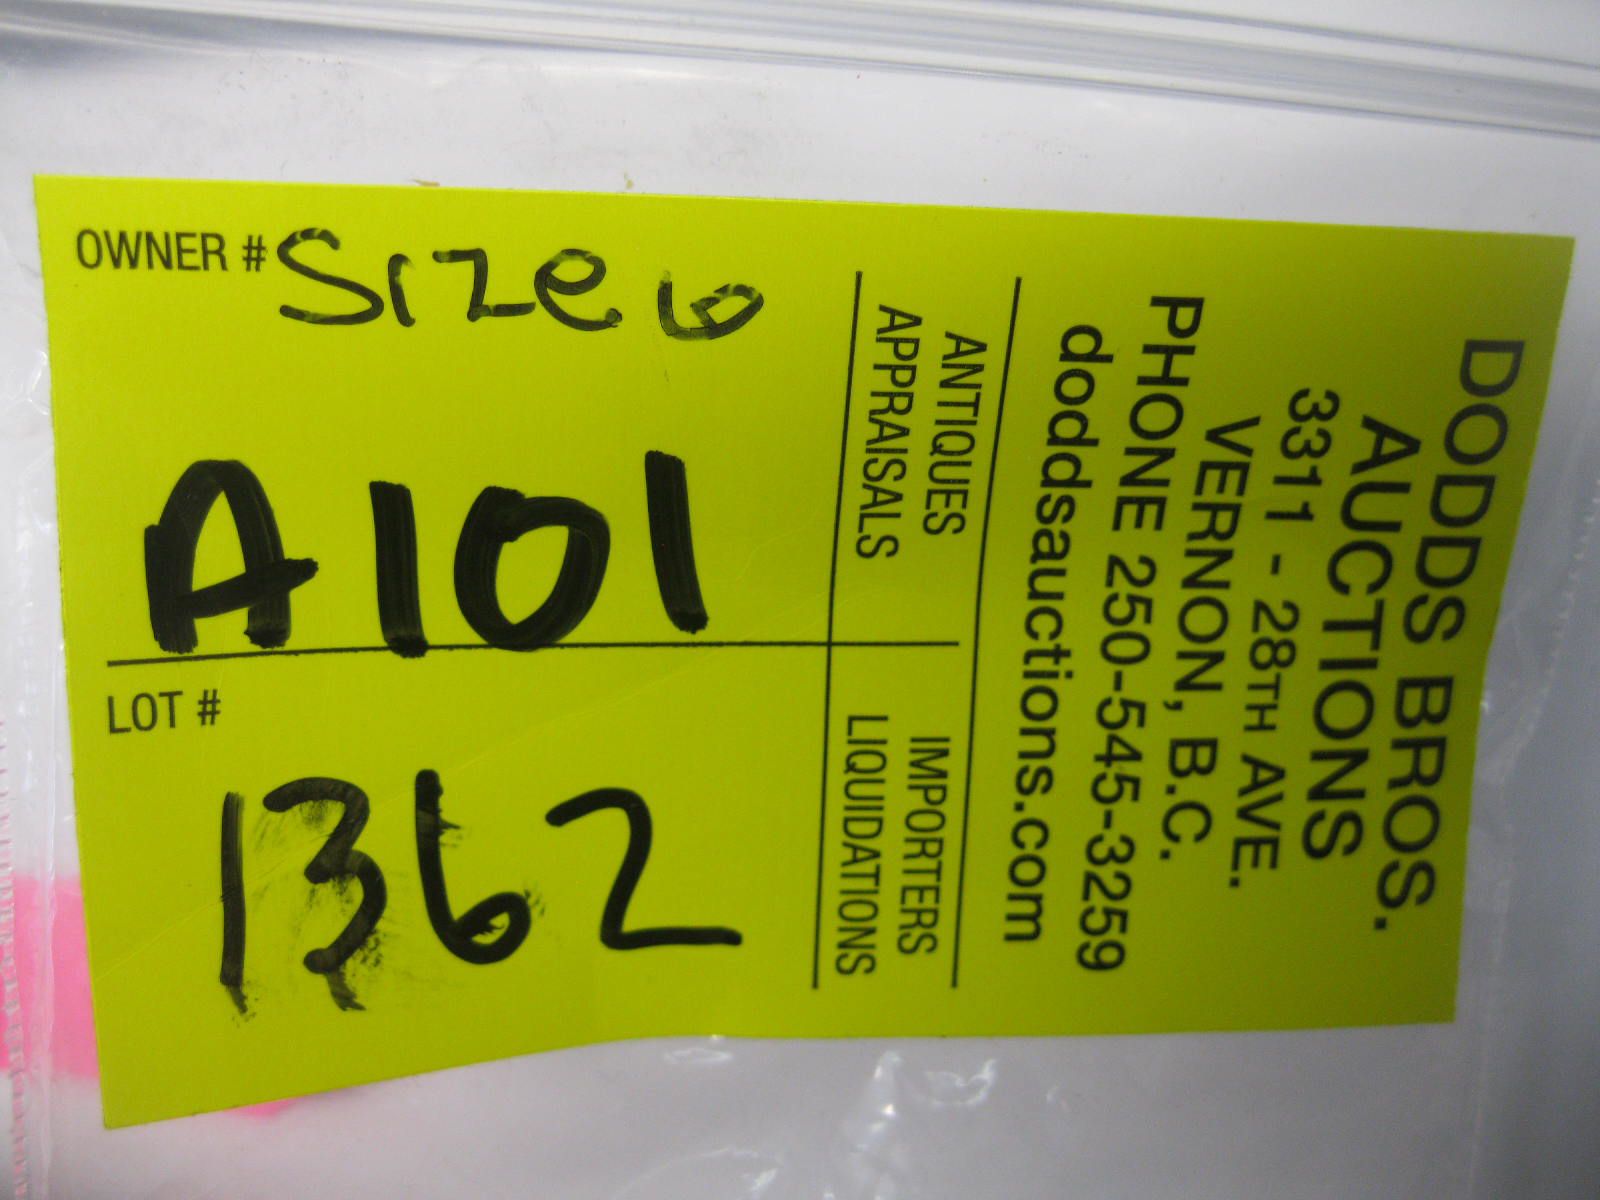 OWNER # Size 6
A101
LOT #
1362
DODDS BROS.
AUCTIONS
3311 - 28TH AVE.
VERNON, B.C.
PHONE 250-545-3259
doddsauctions.com
ANTIQUES IMPORTERS
APPRAISALS LIQUIDATIONS